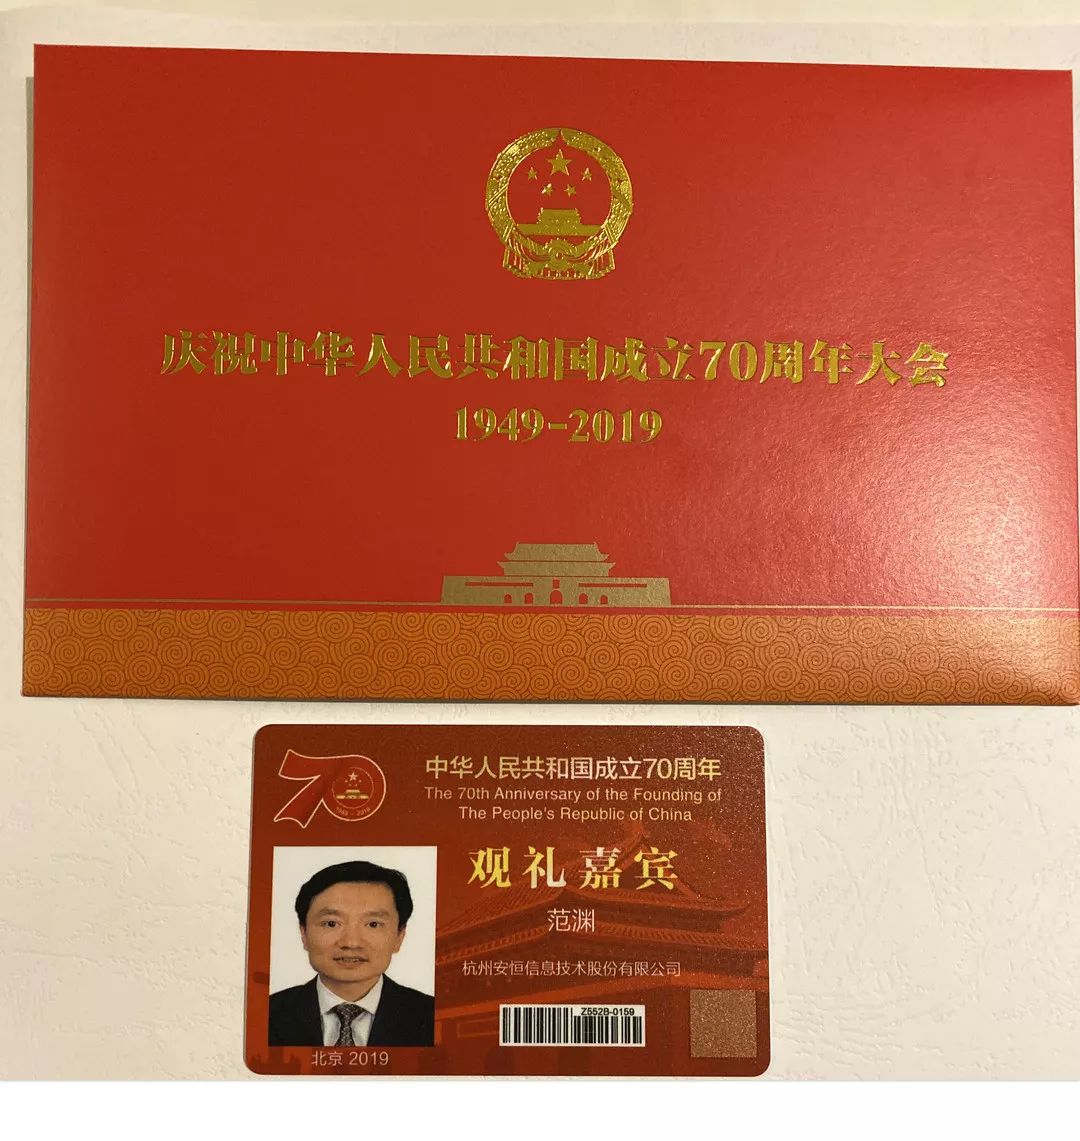 庆祝中华人民共和国成立70周年大会
1949-2019
70
1949-2019
中华人民共和国成立70周年
The 70th Anniversary of the Founding of
The People's Republic of China
观礼嘉宾
范渊
杭州安恒信息技术股份有限公司
Z552B-0159
北京 2019